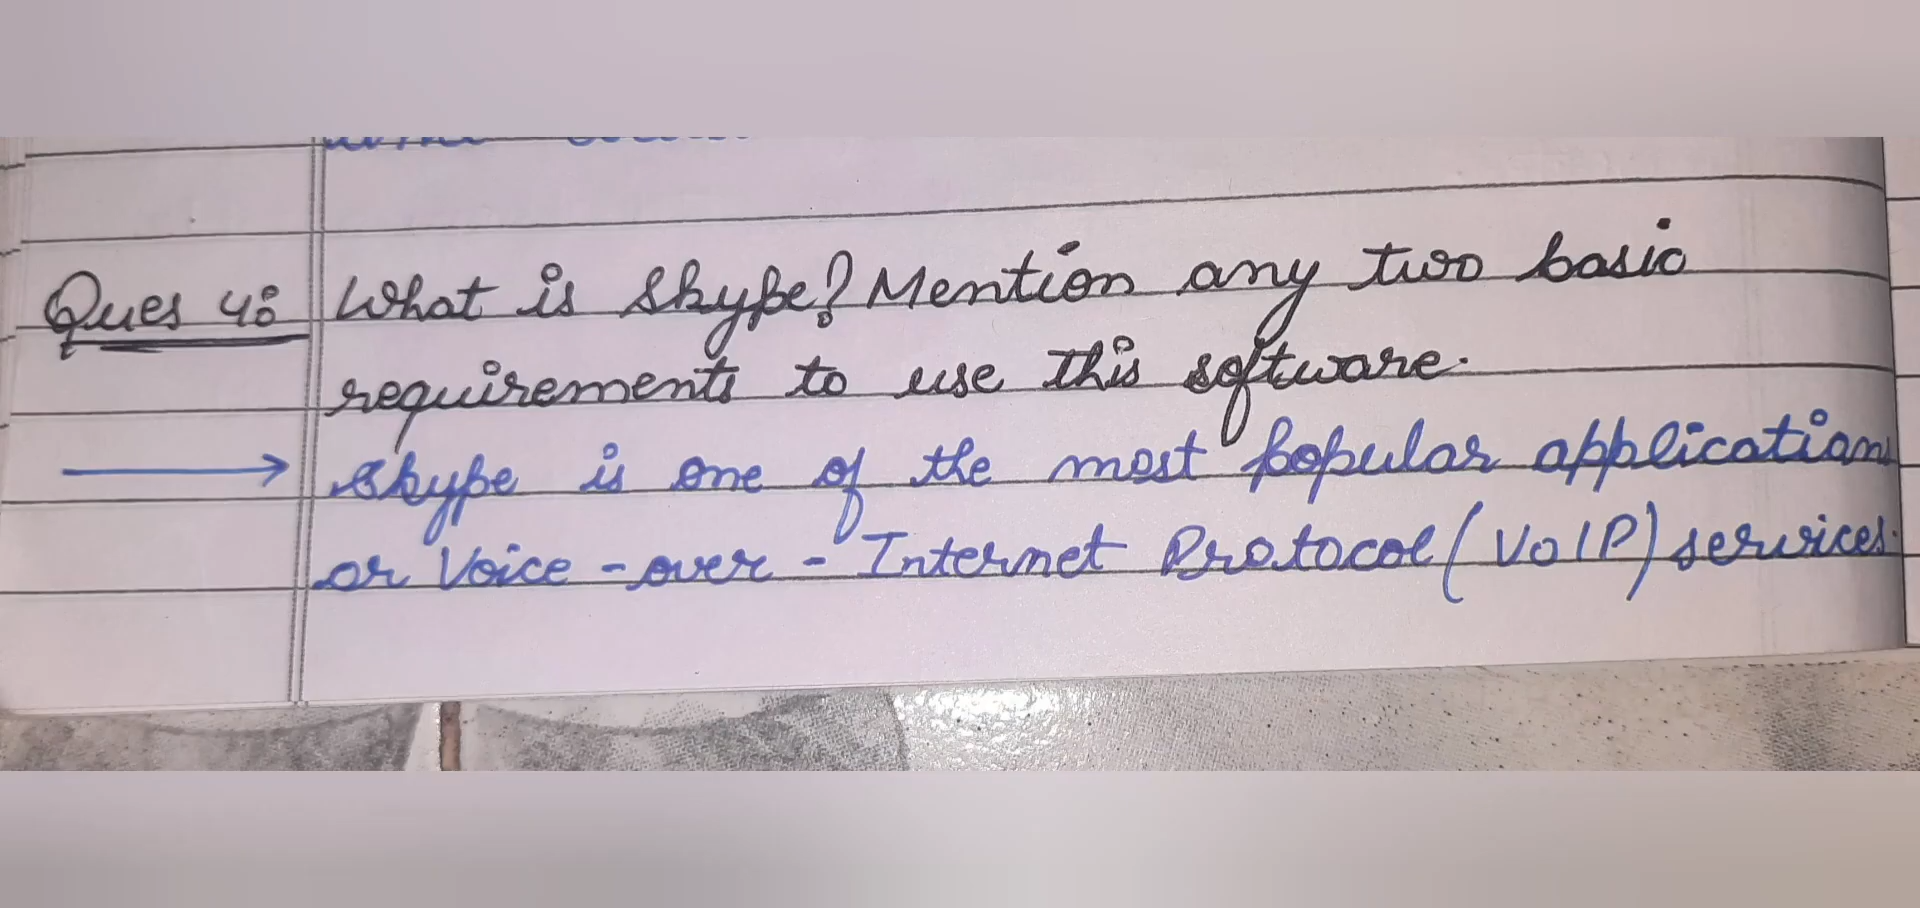 Ques 4: What is Skype? Mention any two basic
requirements to use this software.
→ Skype is one of the most popular applications
or Voice-over-Internet Protocol (VoIP) services.